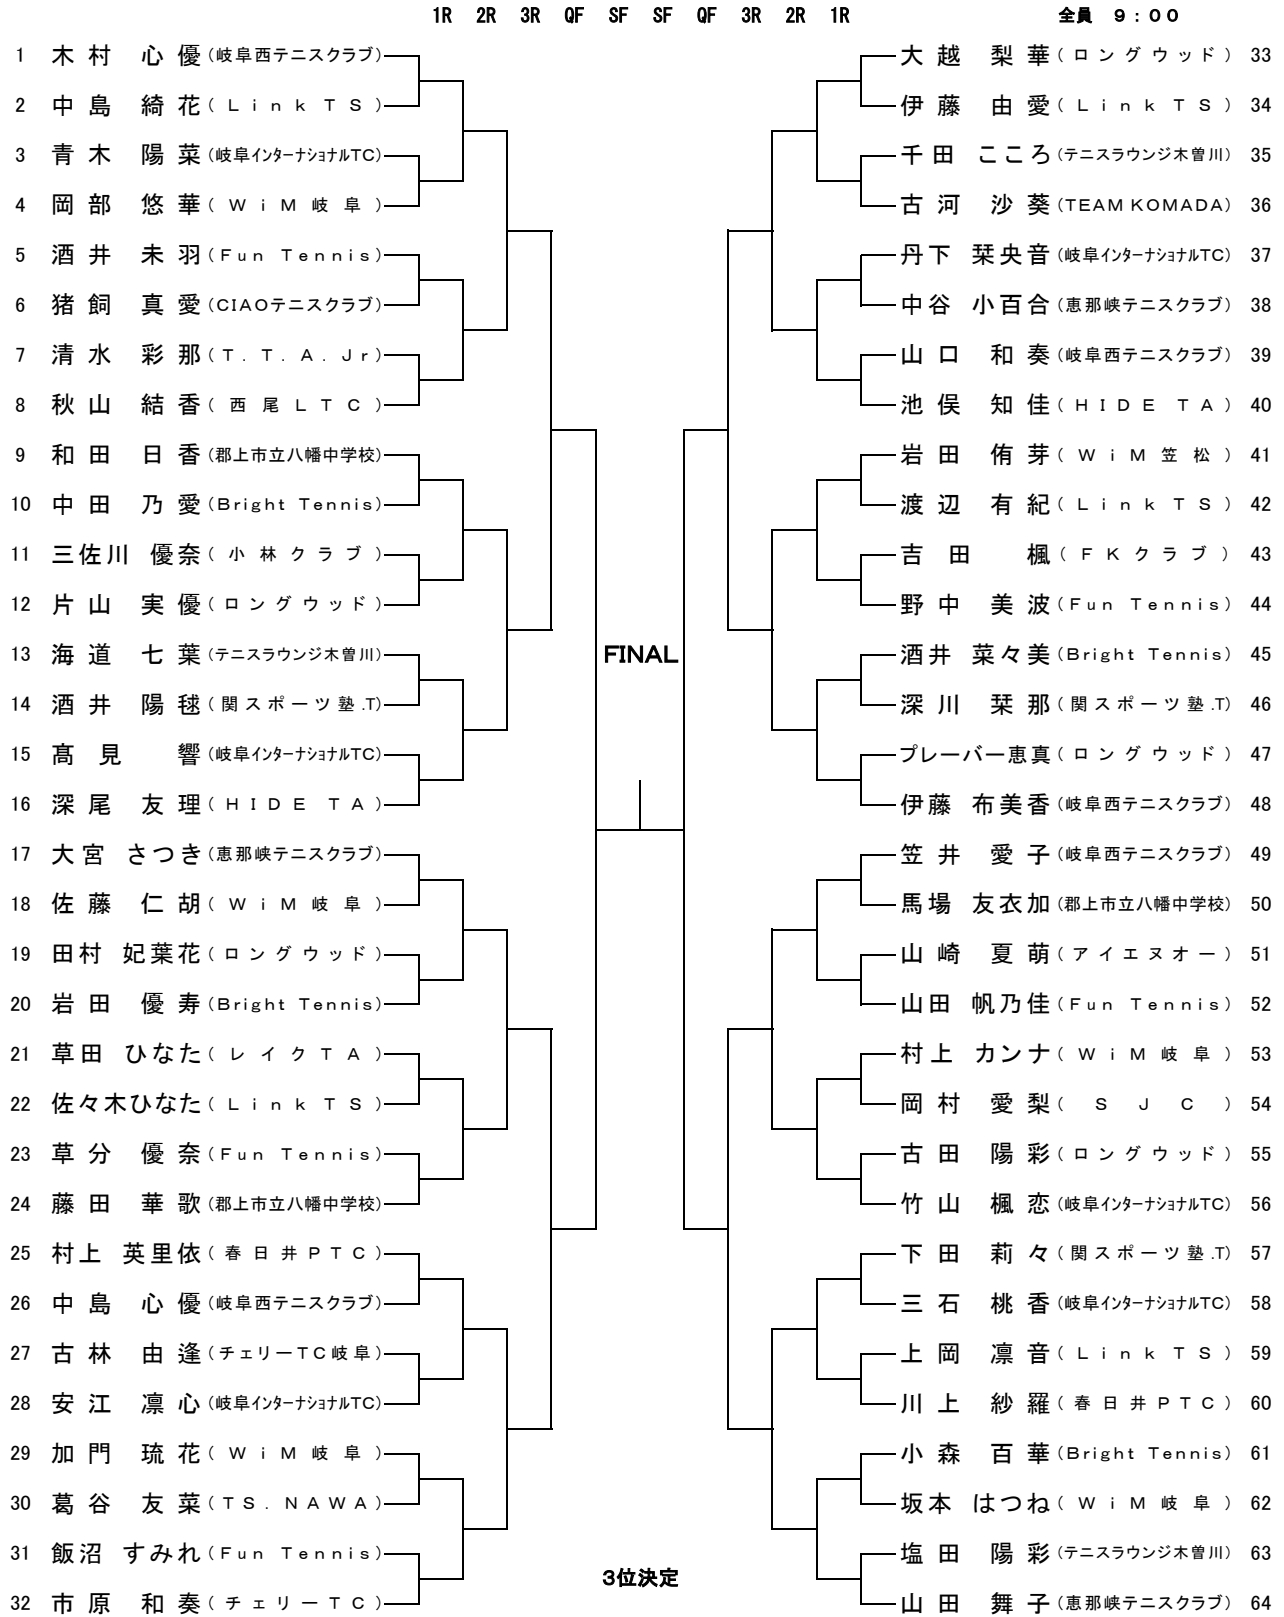 1R 2R 3R QF SF SF QF 3R 2R 1R 全員 9:00
1 木村 心優 (岐阜西テニスクラブ) 大越 梨華 (ロングウッド) 33
2 中島 綺花 (Link TS) 伊藤 由愛 (Link TS) 34
3 青木 陽菜 (岐阜インターナショナルTC) 千田 こころ (テニスラウンジ木曽川) 35
4 岡部 悠華 (WiM岐阜) 古河 沙葵 (TEAM KOMADA) 36
5 酒井 未羽 (Fun Tennis) 丹下 栞央音 (岐阜インターナショナルTC) 37
6 猪飼 真愛 (CIAOテニスクラブ) 中谷 小百合 (恵那峡テニスクラブ) 38
7 清水 彩那 (T.T.A.Jr) 山口 和奏 (岐阜西テニスクラブ) 39
8 秋山 結香 (西尾LTC) 池俣 知佳 (HIDE TA) 40
9 和田 日香 (郡上市立八幡中学校) 岩田 侑芽 (WiM笠松) 41
10 中田 乃愛 (Bright Tennis) 渡辺 有紀 (Link TS) 42
11 三佐川 優奈 (小林クラブ) 吉田 楓 (FKクラブ) 43
12 片山 実優 (ロングウッド) 野中 美波 (Fun Tennis) 44
13 海道 七葉 (テニスラウンジ木曽川) FINAL 酒井 菜々美 (Bright Tennis) 45
14 酒井 陽毬 (関スポーツ塾.T) 深川 栞那 (関スポーツ塾.T) 46
15 髙見 響 (岐阜インターナショナルTC) プレーバー恵真 (ロングウッド) 47
16 深尾 友理 (HIDE TA) 伊藤 布美香 (岐阜西テニスクラブ) 48
17 大宮 さつき (恵那峡テニスクラブ) 笠井 愛子 (岐阜西テニスクラブ) 49
18 佐藤 仁胡 (WiM岐阜) 馬場 友衣加 (郡上市立八幡中学校) 50
19 田村 妃葉花 (ロングウッド) 山崎 夏萌 (アイエヌオー) 51
20 岩田 優寿 (Bright Tennis) 山田 帆乃佳 (Fun Tennis) 52
21 草田 ひなた (レイクTA) 村上 カンナ (WiM岐阜) 53
22 佐々木ひなた (Link TS) 岡村 愛梨 (SJC) 54
23 草分 優奈 (Fun Tennis) 古田 陽彩 (ロングウッド) 55
24 藤田 華歌 (郡上市立八幡中学校) 竹山 楓恋 (岐阜インターナショナルTC) 56
25 村上 英里依 (春日井PTC) 下田 莉々 (関スポーツ塾.T) 57
26 中島 心優 (岐阜西テニスクラブ) 三石 桃香 (岐阜インターナショナルTC) 58
27 古林 由逢 (チェリーTC岐阜) 上岡 凛音 (Link TS) 59
28 安江 凛心 (岐阜インターナショナルTC) 川上 紗羅 (春日井PTC) 60
29 加門 琉花 (WiM岐阜) 小森 百華 (Bright Tennis) 61
30 葛谷 友菜 (TS.NAWA) 坂本 はつね (WiM岐阜) 62
31 飯沼 すみれ (Fun Tennis) 塩田 陽彩 (テニスラウンジ木曽川) 63
3位決定
32 市原 和奏 (チェリーTC) 山田 舞子 (恵那峡テニスクラブ) 64